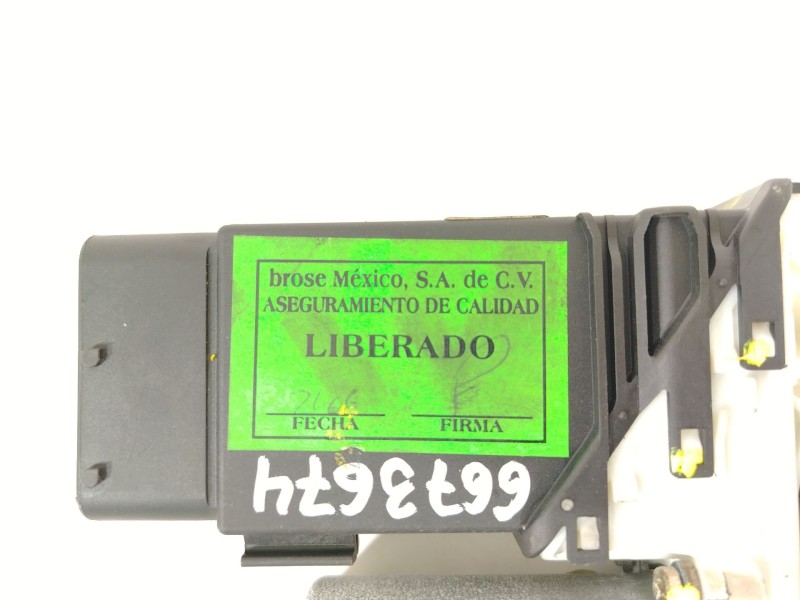 brose México, S.A. de C.V.
ASEGURAMIENTO DE CALIDAD
LIBERADO
FECHA FIRMA
6673674